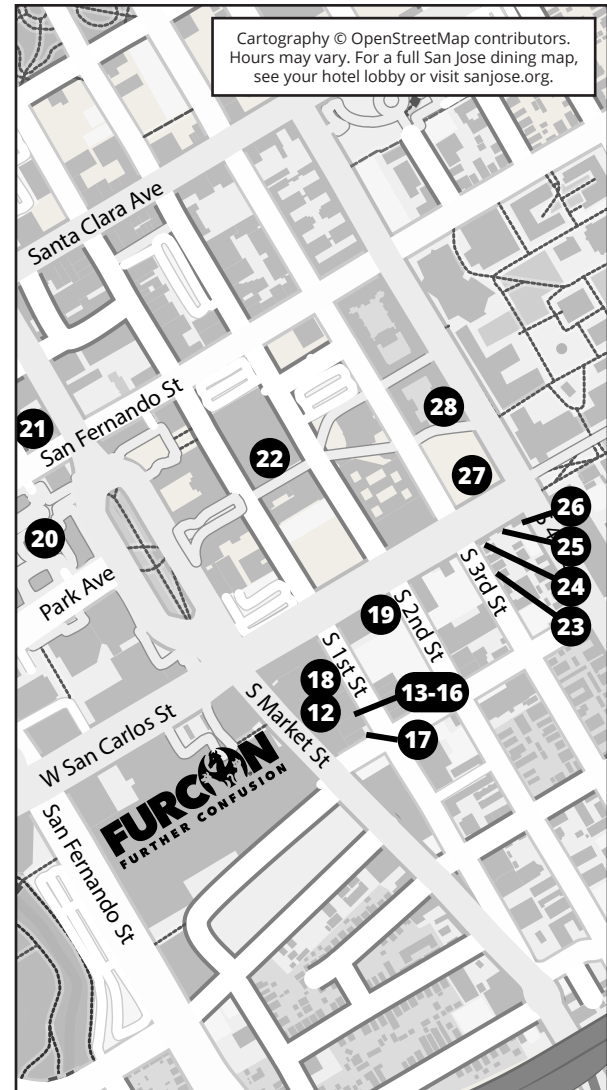 Cartography © OpenStreetMap contributors.
Hours may vary. For a full San Jose dining map,
see your hotel lobby or visit sanjose.org.
Santa Clara Ave
San Fernando St
21
28
22
27
20
26
S 4
25
Park Ave
24
S 3rd St
23
19
S 2nd St
18
S 1st St
13-16
12
17
S Market St
W San Carlos St
FURCON
FURTHER CONFUSION
San Fernando St